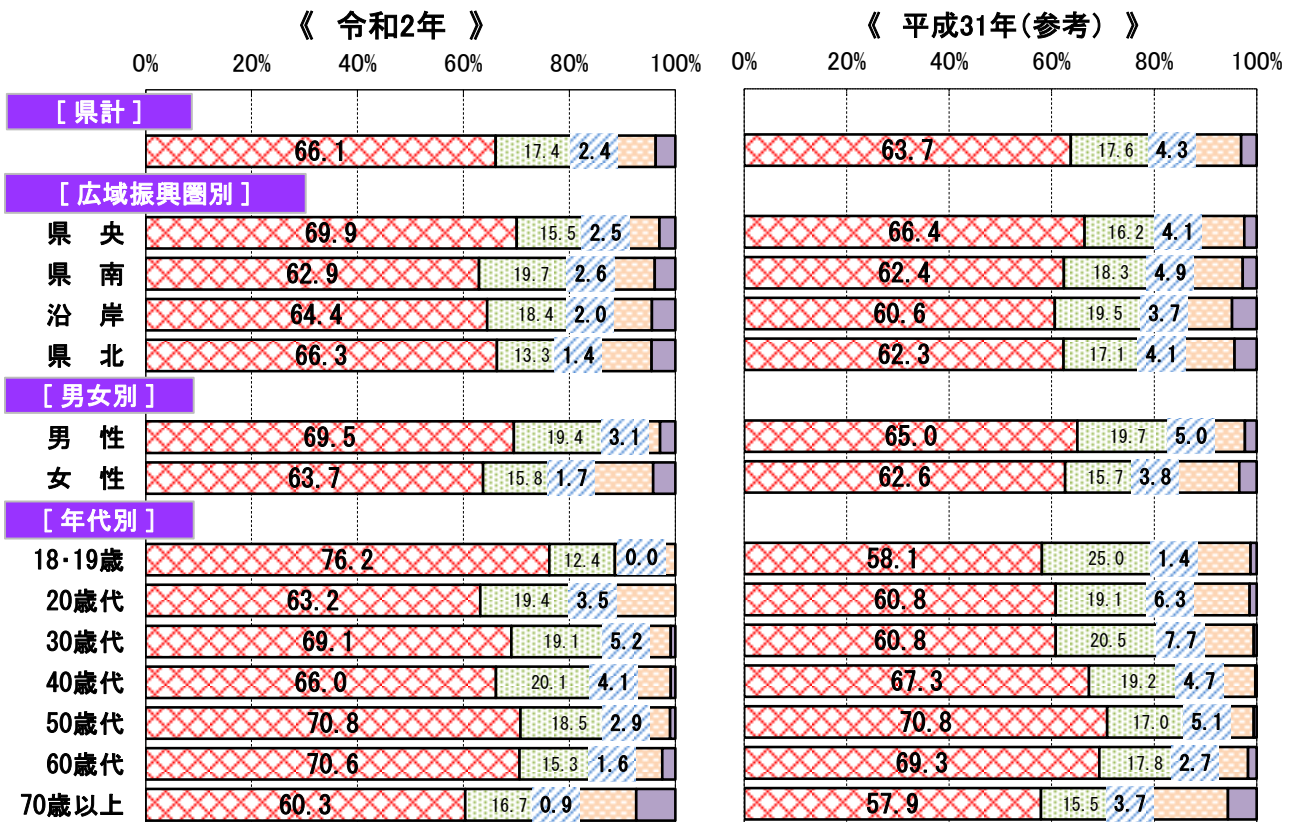 《 令和2年 》 《 平成31年(参考) 》
0% 20% 40% 60% 80% 100% 0% 20% 40% 60% 80% 100%
[ 県計 ]
66.1 17.4 2.4 63.7 17.6 4.3
[ 広域振興圏別 ]
県 央 69.9 15.5 2.5 66.4 16.2 4.1
県 南 62.9 19.7 2.6 62.4 18.3 4.9
沿 岸 64.4 18.4 2.0 60.6 19.5 3.7
県 北 66.3 13.3 1.4 62.3 17.1 4.1
[ 男女別 ]
男 性 69.5 19.4 3.1 65.0 19.7 5.0
女 性 63.7 15.8 1.7 62.6 15.7 3.8
[ 年代別 ]
18・19歳 76.2 12.4 0.0 58.1 25.0 1.4
20歳代 63.2 19.4 3.5 60.8 19.1 6.3
30歳代 69.1 19.1 5.2 60.8 20.5 7.7
40歳代 66.0 20.1 4.1 67.3 19.2 4.7
50歳代 70.8 18.5 2.9 70.8 17.0 5.1
60歳代 70.6 15.3 1.6 69.3 17.8 2.7
70歳以上 60.3 16.7 0.9 57.9 15.5 3.7